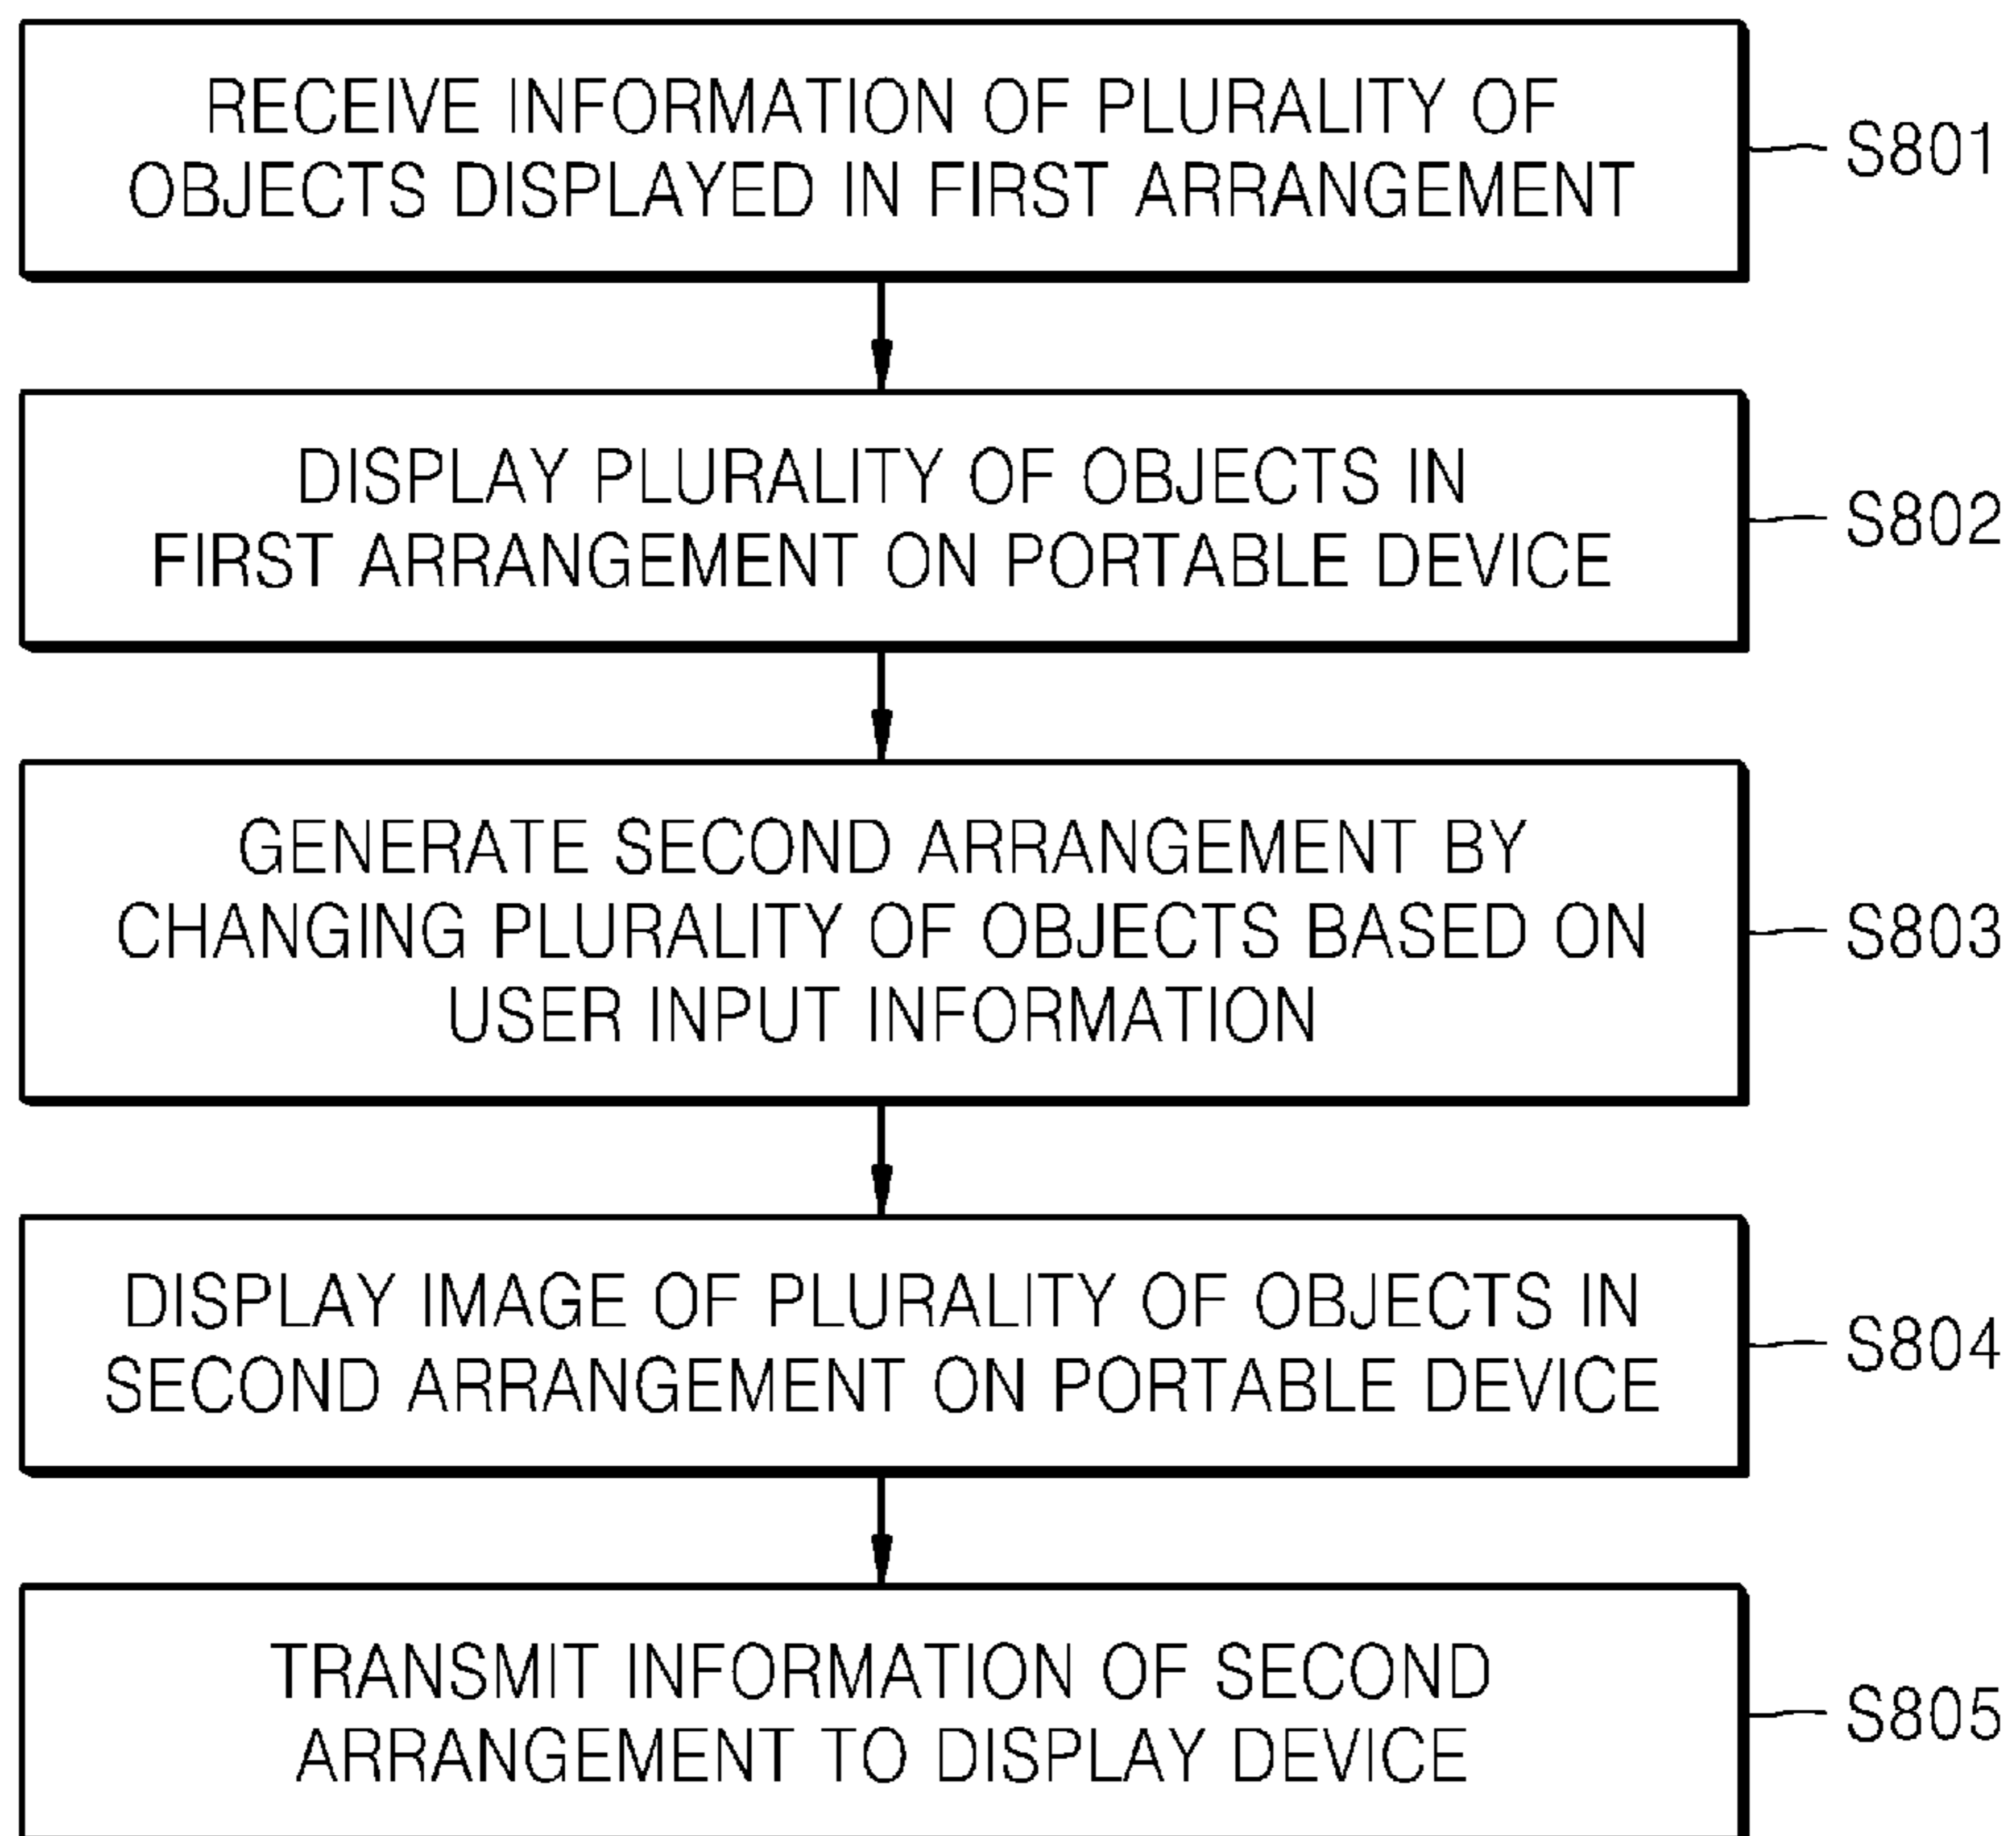 RECEIVE INFORMATION OF PLURALITY OF
OBJECTS DISPLAYED IN FIRST ARRANGEMENT
S801
DISPLAY PLURALITY OF OBJECTS IN
FIRST ARRANGEMENT ON PORTABLE DEVICE
S802
GENERATE SECOND ARRANGEMENT BY
CHANGING PLURALITY OF OBJECTS BASED ON
USER INPUT INFORMATION
S803
DISPLAY IMAGE OF PLURALITY OF OBJECTS IN
SECOND ARRANGEMENT ON PORTABLE DEVICE
S804
TRANSMIT INFORMATION OF SECOND
ARRANGEMENT TO DISPLAY DEVICE
S805